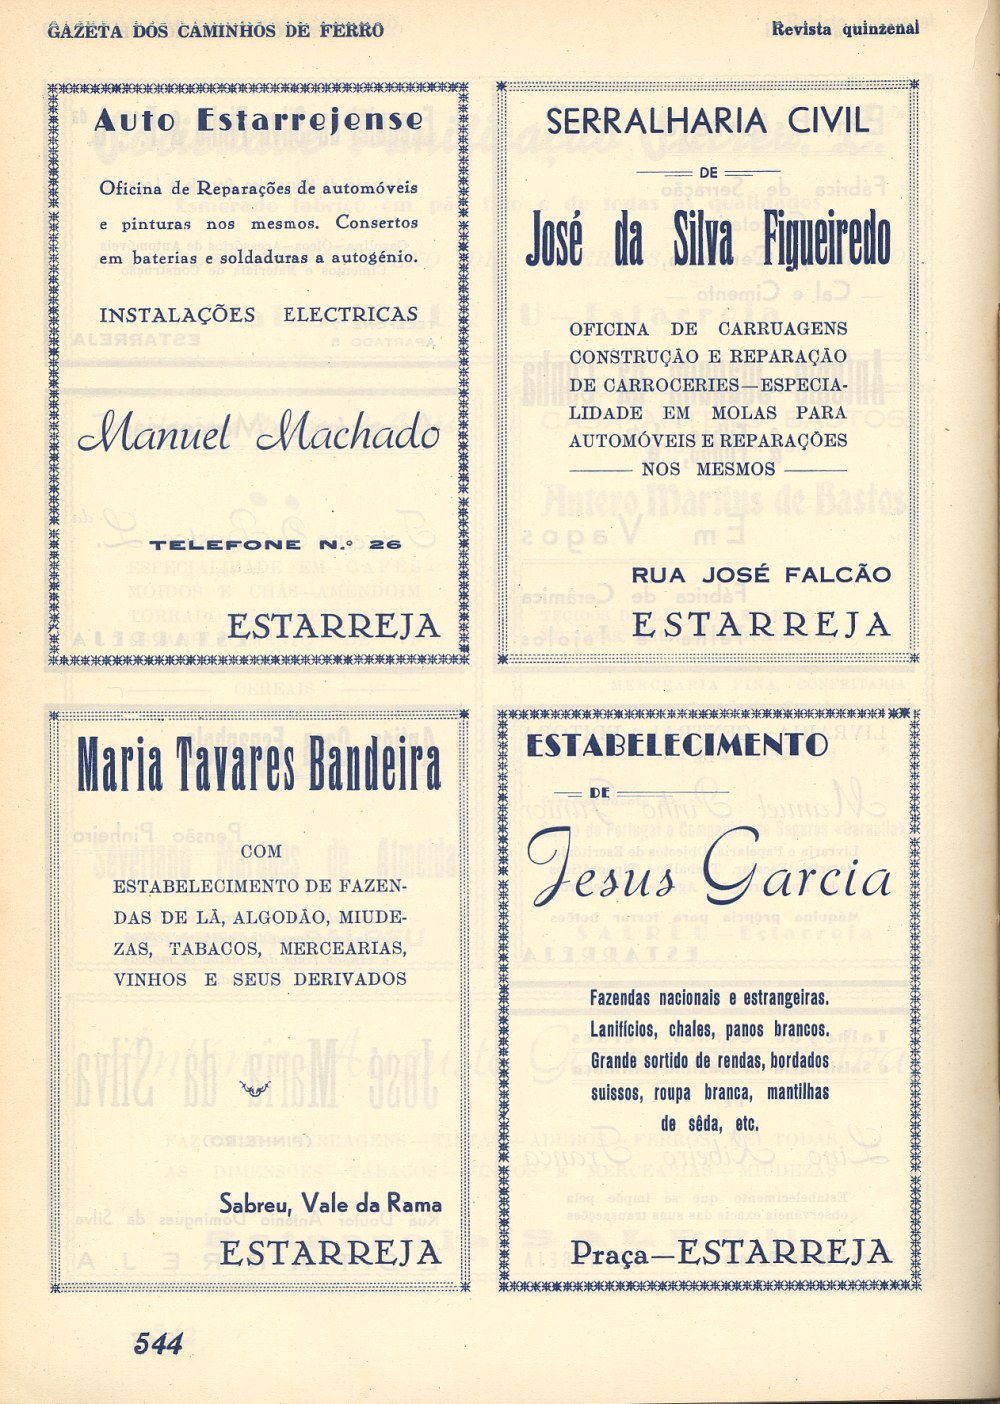 GAZETA DOS CAMINHOS DE FERRO
Revista quinzenal
Auto Estarrejense
Oficina de Reparações de automóveis
e pinturas nos mesmos. Consertos
em baterias e soldaduras a autogénio.
INSTALAÇÕES ELECTRICAS
Manuel Machado
TELEFONE N.º 26
ESTARREJA
SERRALHARIA CIVIL
DE
José da Silva Figueiredo
OFICINA DE CARRUAGENS
CONSTRUÇÃO E REPARAÇÃO
DE CARROCERIES—ESPECIA-
LIDADE EM MOLAS PARA
AUTOMÓVEIS E REPARAÇÕES
NOS MESMOS
RUA JOSÉ FALCÃO
ESTARREJA
Maria Tavares Bandeira
COM
ESTABELECIMENTO DE FAZEN-
DAS DE LÃ, ALGODÃO, MIUDE-
ZAS, TABACOS, MERCEARIAS,
VINHOS E SEUS DERIVADOS
Sabreu, Vale da Rama
ESTARREJA
ESTABELECIMENTO
DE
Jesus Garcia
Fazendas nacionais e estrangeiras.
Lanifícios, chales, panos brancos.
Grande sortido de rendas, bordados
suissos, roupa branca, mantilhas
de sêda, etc.
Praça—ESTARREJA
544